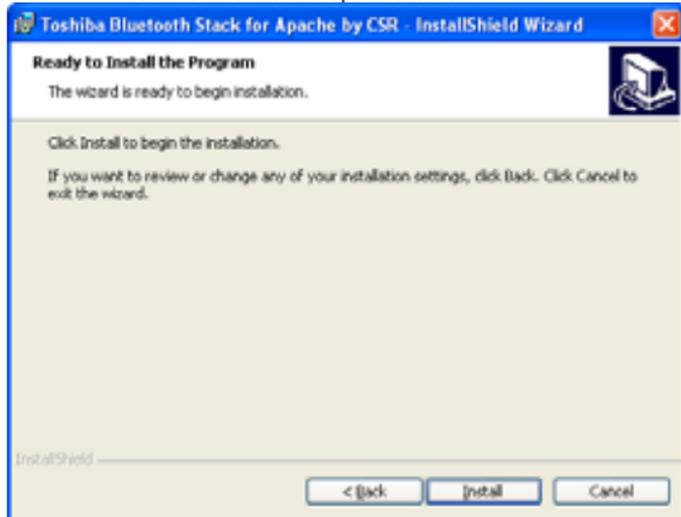 Toshiba Bluetooth Stack for Apache by CSR - InstallShield Wizard
Ready to Install the Program
The wizard is ready to begin installation.
Click Install to begin the installation.
If you want to review or change any of your installation settings, click Back. Click Cancel to
exit the wizard.
InstallShield
< Back Install Cancel